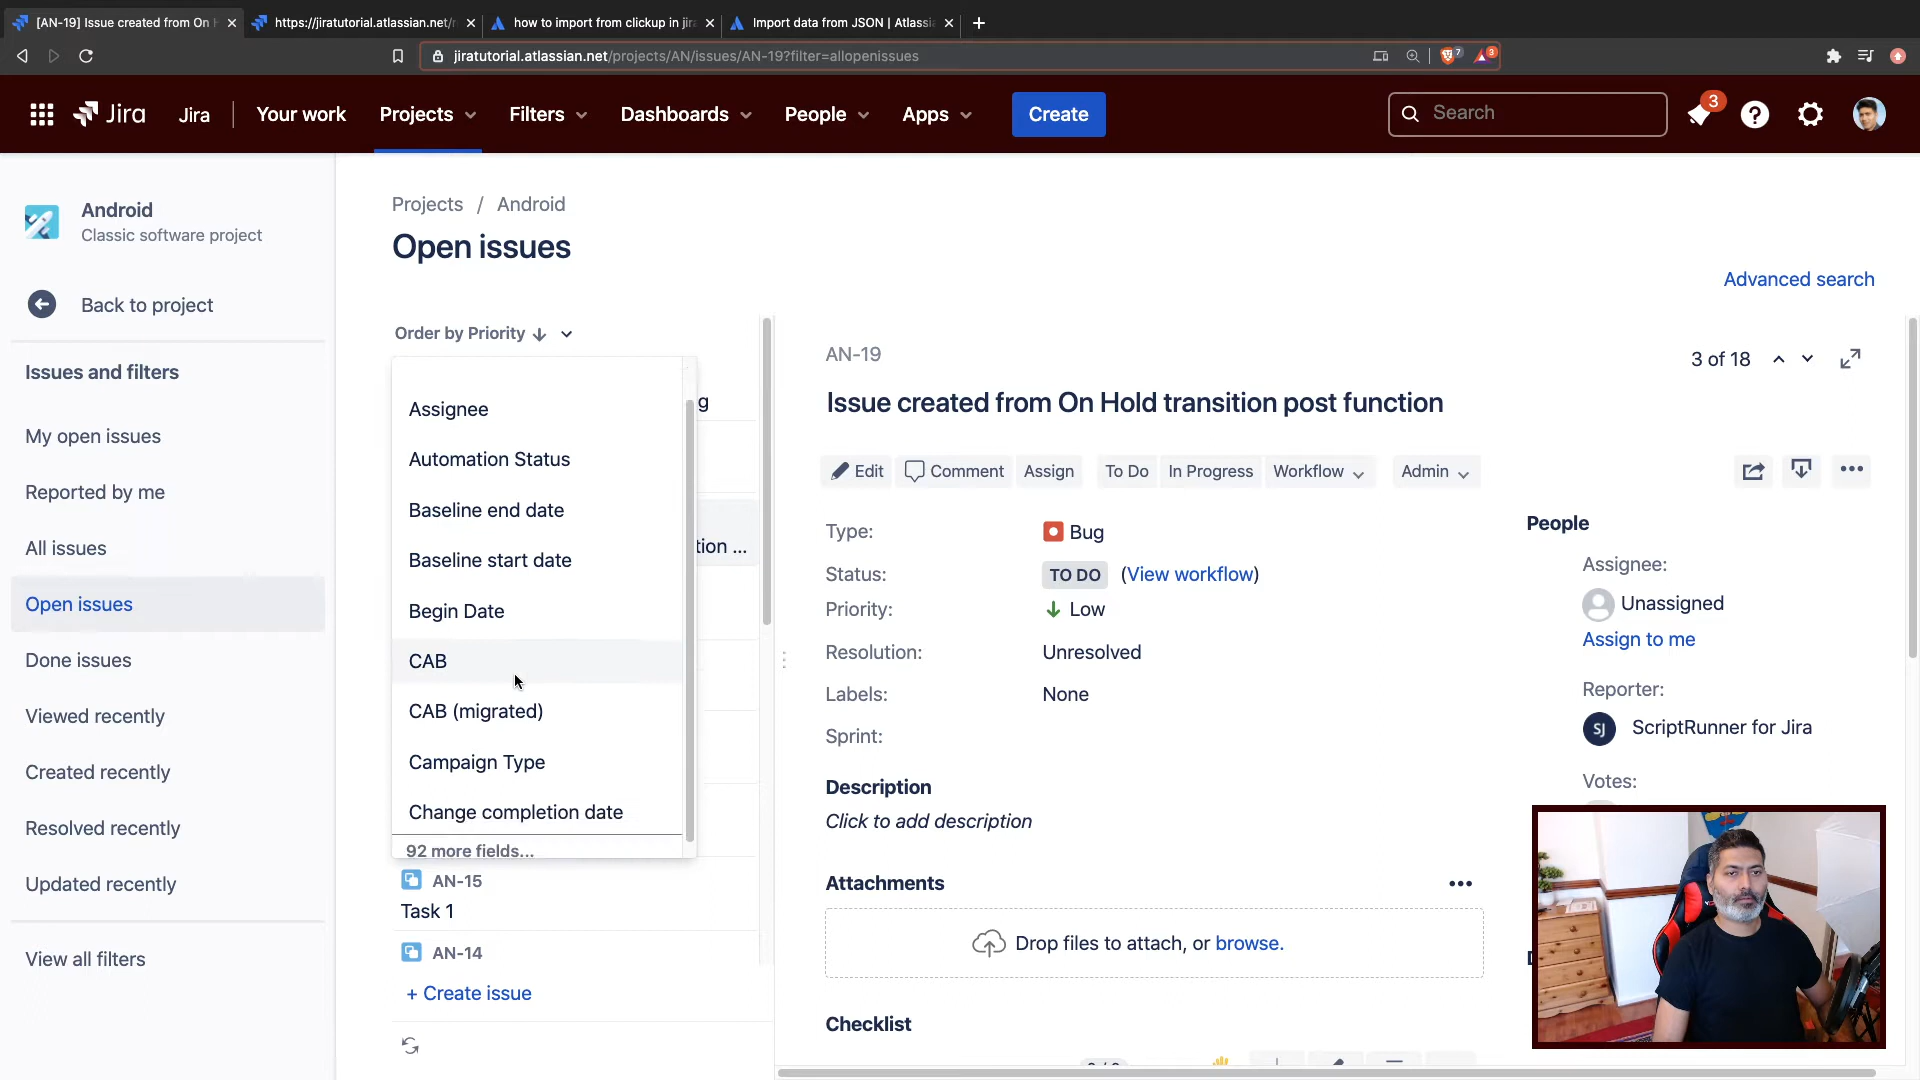 [AN-19] Issue created from On H
https://jiratutorial.atlassian.net/r
how to import from clickup in jira
Import data from JSON | Atlassia
jiratutorial.atlassian.net/projects/AN/issues/AN-19?filter=allopenissues
7
3
Jira
Jira
Your work
Projects
Filters
Dashboards
People
Apps
Create
Search
3
Android
Classic software project
Back to project
Issues and filters
My open issues
Reported by me
All issues
Open issues
Done issues
Viewed recently
Created recently
Resolved recently
Updated recently
View all filters
Projects / Android
Open issues
Advanced search
Order by Priority
Assignee
Automation Status
Baseline end date
Baseline start date
Begin Date
CAB
CAB (migrated)
Campaign Type
Change completion date
92 more fields...
g
tion ...
AN-15
Task 1
AN-14
+ Create issue
AN-19
3 of 18
Issue created from On Hold transition post function
Edit
Comment
Assign
To Do
In Progress
Workflow
Admin
Type:
Bug
Status:
TO DO
(View workflow)
Priority:
Low
Resolution:
Unresolved
Labels:
None
Sprint:
Description
Click to add description
Attachments
Drop files to attach, or browse.
Checklist
People
Assignee:
Unassigned
Assign to me
Reporter:
SJ
ScriptRunner for Jira
Votes: